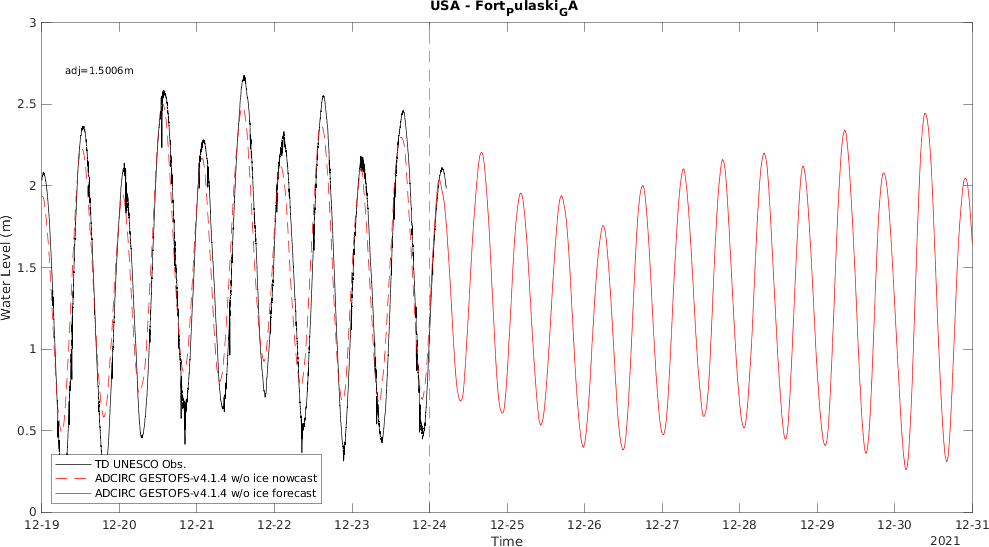 USA - Fort_Pulaski_GA
3
adj=1.5006m
2.5
2
1.5
1
0.5
0
Water Level (m)
TD UNESCO Obs.
ADCIRC GESTOFS-v4.1.4 w/o ice nowcast
ADCIRC GESTOFS-v4.1.4 w/o ice forecast
12-19 12-20 12-21 12-22 12-23 12-24 12-25 12-26 12-27 12-28 12-29 12-30 12-31
Time
2021